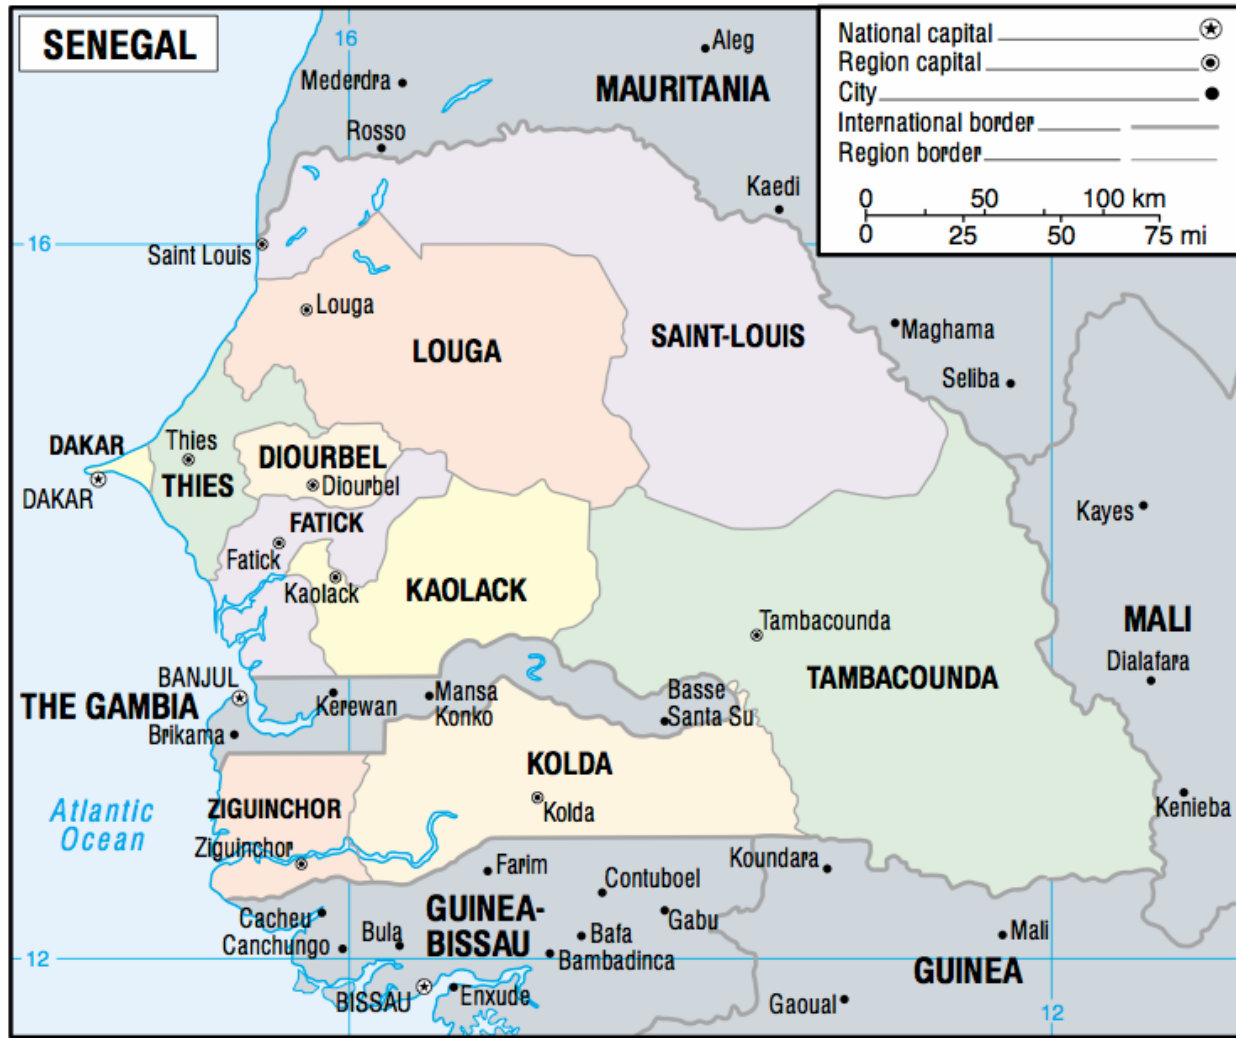 SENEGAL
National capital
Region capital
City
International border
Region border
0 50 100 km
0 25 50 75 mi
16
Aleg
Mederdra
MAURITANIA
Rosso
Kaedi
16
Saint Louis
Louga
LOUGA
SAINT-LOUIS
Maghama
Seliba
DAKAR
Thies
THIES
DIOURBEL
Diourbel
DAKAR
FATICK
Fatick
Kaolack
KAOLACK
Kayes
MALI
Tambacounda
TAMBACOUNDA
Dialafara
BANJUL
THE GAMBIA
Kerewan
Mansa
Konko
Basse
Santa Su
Brikama
KOLDA
Kolda
Kenieba
Atlantic
Ocean
ZIGUINCHOR
Ziguinchor
Farim
Contuboel
Koundara
Cacheu
Canchungo
Bula
GUINEA-
BISSAU
Gabu
Bafa
Bambadinca
Mali
GUINEA
12
BISSAU
Enxude
Gaoual
12